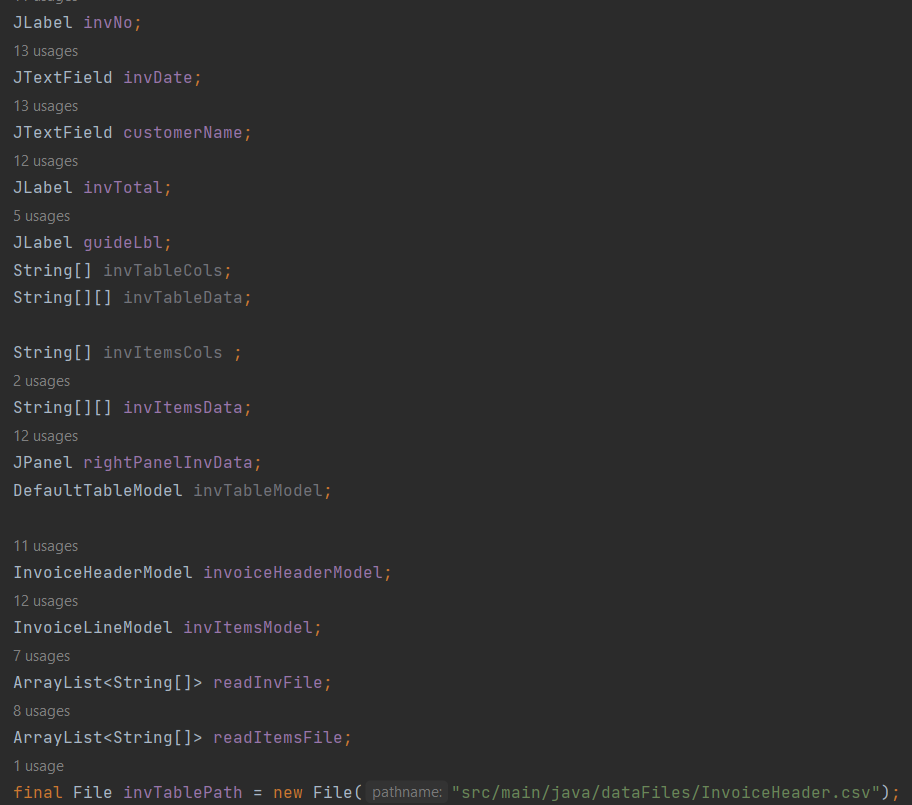 JLabel invNo;
13 usages
JTextField invDate;
13 usages
JTextField customerName;
12 usages
JLabel invTotal;
5 usages
JLabel guideLbl;
String[] invTableCols;
String[][] invTableData;
String[] invItemsCols ;
2 usages
String[][] invItemsData;
12 usages
JPanel rightPanelInvData;
DefaultTableModel invTableModel;
11 usages
InvoiceHeaderModel invoiceHeaderModel;
12 usages
InvoiceLineModel invItemsModel;
7 usages
ArrayList<String[]> readInvFile;
8 usages
ArrayList<String[]> readItemsFile;
1 usage
final File invTablePath = new File( pathname: "src/main/java/dataFiles/InvoiceHeader.csv");